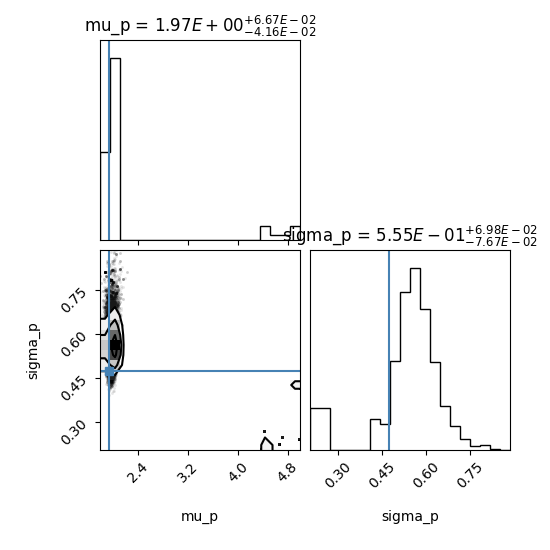 mu_p = 1.97E + 00 +6.67E − 02 −4.16E − 02
sigma_p = 5.55E − 01 +6.98E − 02 −7.67E − 02
0.75
0.60
0.45
0.30
sigma_p
2.4 3.2 4.0 4.8
0.30 0.45 0.60 0.75
mu_p
sigma_p